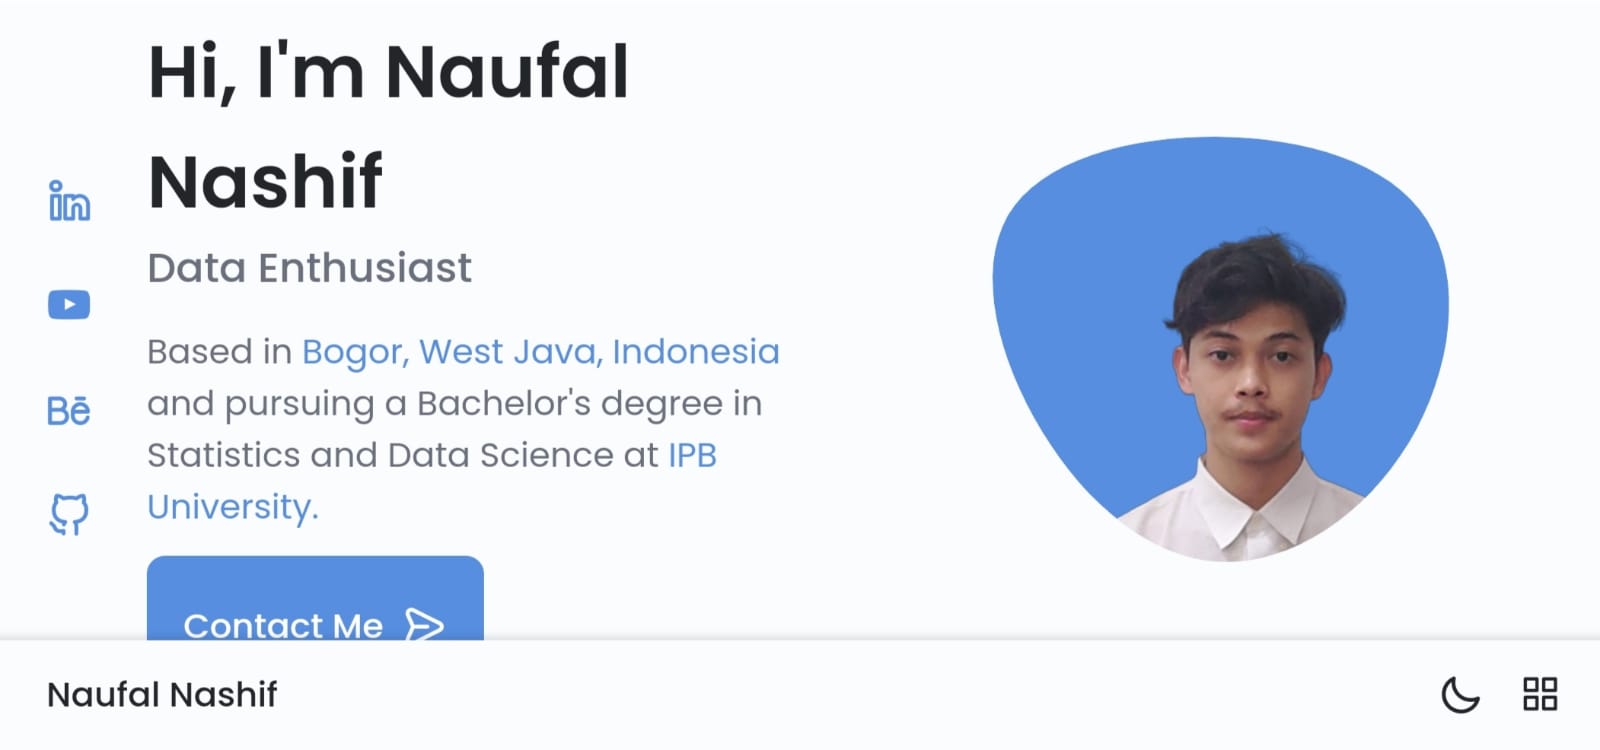 Hi, I'm Naufal
Nashif
Data Enthusiast
Based in Bogor, West Java, Indonesia
and pursuing a Bachelor's degree in
Statistics and Data Science at IPB
University.
Contact Me
Naufal Nashif